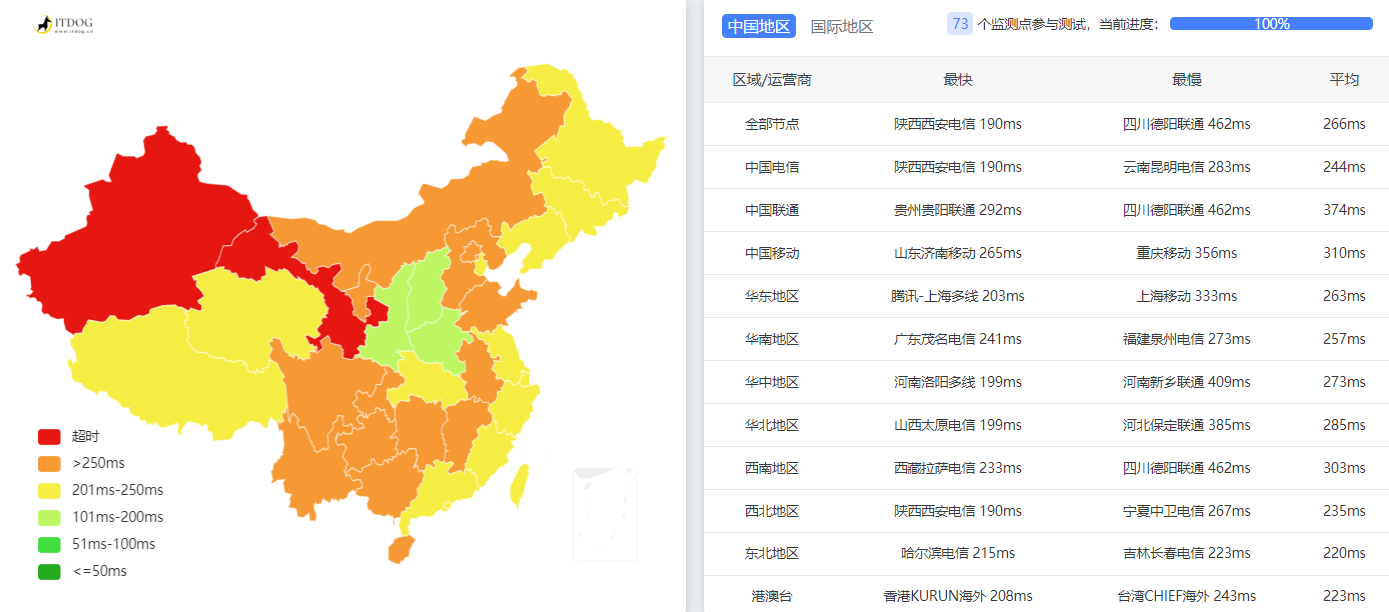 ITDOG
www.itdog.cn
超时
>250ms
201ms-250ms
101ms-200ms
51ms-100ms
<=50ms
中国地区 国际地区 73 个监测点参与测试，当前进度： 100%
区域/运营商 最快 最慢 平均
全部节点 陕西西安电信 190ms 四川德阳联通 462ms 266ms
中国电信 陕西西安电信 190ms 云南昆明电信 283ms 244ms
中国联通 贵州贵阳联通 292ms 四川德阳联通 462ms 374ms
中国移动 山东济南移动 265ms 重庆移动 356ms 310ms
华东地区 腾讯-上海多线 203ms 上海移动 333ms 263ms
华南地区 广东茂名电信 241ms 福建泉州电信 273ms 257ms
华中地区 河南洛阳多线 199ms 河南新乡联通 409ms 273ms
华北地区 山西太原电信 199ms 河北保定联通 385ms 285ms
西南地区 西藏拉萨电信 233ms 四川德阳联通 462ms 303ms
西北地区 陕西西安电信 190ms 宁夏中卫电信 267ms 235ms
东北地区 哈尔滨电信 215ms 吉林长春电信 223ms 220ms
港澳台 香港KURUN海外 208ms 台湾CHIEF海外 243ms 223ms